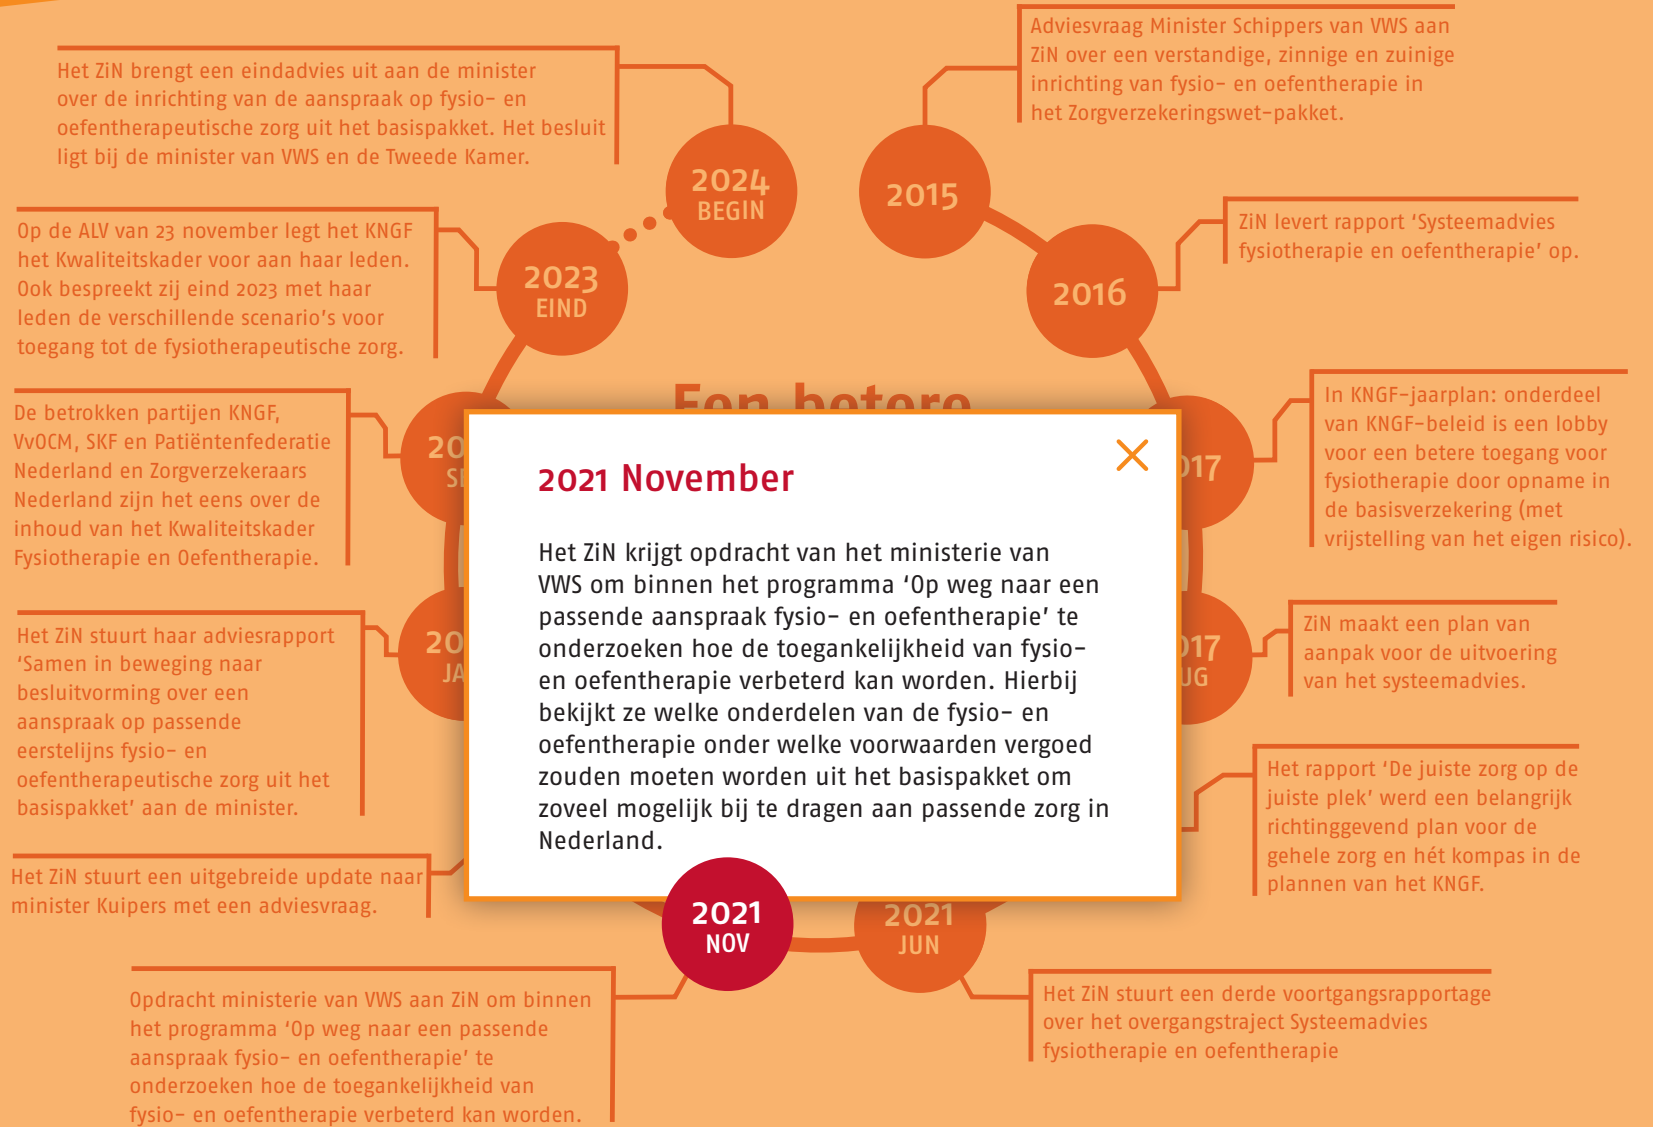 Het ZiN brengt een eindadvies uit aan de minister
over de inrichting van de aanspraak op fysio- en
oefentherapeutische zorg uit het basispakket. Het besluit
ligt bij de minister van VWS en de Tweede Kamer.
2024
BEGIN
Adviesvraag Minister Schippers van VWS aan
ZiN over een verstandige, zinnige en zuinige
inrichting van fysio- en oefentherapie in
het Zorgverzekeringswet-pakket.
2015
Op de ALV van 23 november legt het KNGF
het Kwaliteitskader voor aan haar leden.
Ook bespreekt zij eind 2023 met haar
leden de verschillende scenario's voor
toegang tot de fysiotherapeutische zorg.
2023
EIND
ZiN levert rapport ‘Systeemadvies
fysiotherapie en oefentherapie’ op.
2016
Een betere
De betrokken partijen KNGF,
VvOCM, SKF en Patiëntenfederatie
Nederland en Zorgverzekeraars
Nederland zijn het eens over de
inhoud van het Kwaliteitskader
Fysiotherapie en Oefentherapie.
In KNGF-jaarplan: onderdeel
van KNGF-beleid is een lobby
voor een betere toegang voor
fysiotherapie door opname in
de basisverzekering (met
vrijstelling van het eigen risico).
2021 November
Het ZiN krijgt opdracht van het ministerie van
VWS om binnen het programma ‘Op weg naar een
passende aanspraak fysio- en oefentherapie’ te
onderzoeken hoe de toegankelijkheid van fysio-
en oefentherapie verbeterd kan worden. Hierbij
bekijkt ze welke onderdelen van de fysio- en
oefentherapie onder welke voorwaarden vergoed
zouden moeten worden uit het basispakket om
zoveel mogelijk bij te dragen aan passende zorg in
Nederland.
Het ZiN stuurt haar adviesrapport
‘Samen in beweging naar
besluitvorming over een
aanspraak op passende
eerstelijns fysio- en
oefentherapeutische zorg uit het
basispakket’ aan de minister.
ZiN maakt een plan van
aanpak voor de uitvoering
van het systeemadvies.
Het rapport ‘De juiste zorg op de
juiste plek’ werd een belangrijk
richtinggevend plan voor de
gehele zorg en hét kompas in de
plannen van het KNGF.
Het ZiN stuurt een uitgebreide update naar
minister Kuipers met een adviesvraag.
2021
NOV
2021
JUN
Opdracht ministerie van VWS aan ZiN om binnen
het programma ‘Op weg naar een passende
aanspraak fysio- en oefentherapie’ te
onderzoeken hoe de toegankelijkheid van
fysio- en oefentherapie verbeterd kan worden.
Het ZiN stuurt een derde voortgangsrapportage
over het overgangstraject Systeemadvies
fysiotherapie en oefentherapie